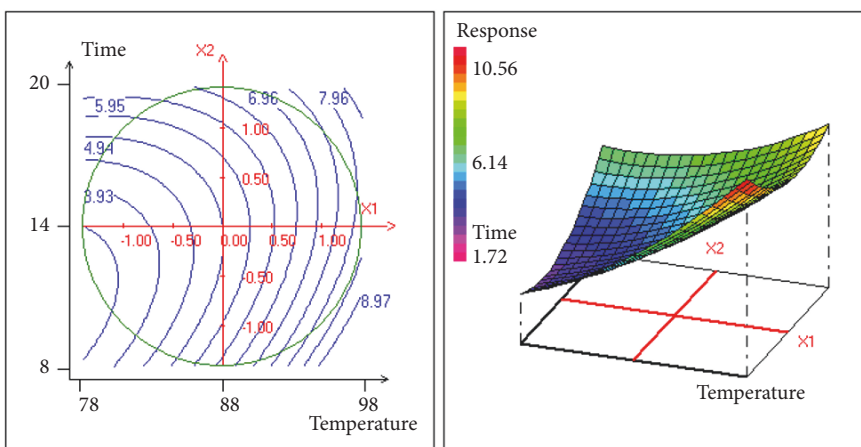 Time
X2
20
5.95
6.96
7.96
4.94
1.00
3.93
0.50
X1
14
-1.00
-0.50
0.00
0.50
1.00
-0.50
8.97
-1.00
8
78
88
98
Temperature
Response
10.56
6.14
Time
1.72
X2
X1
Temperature